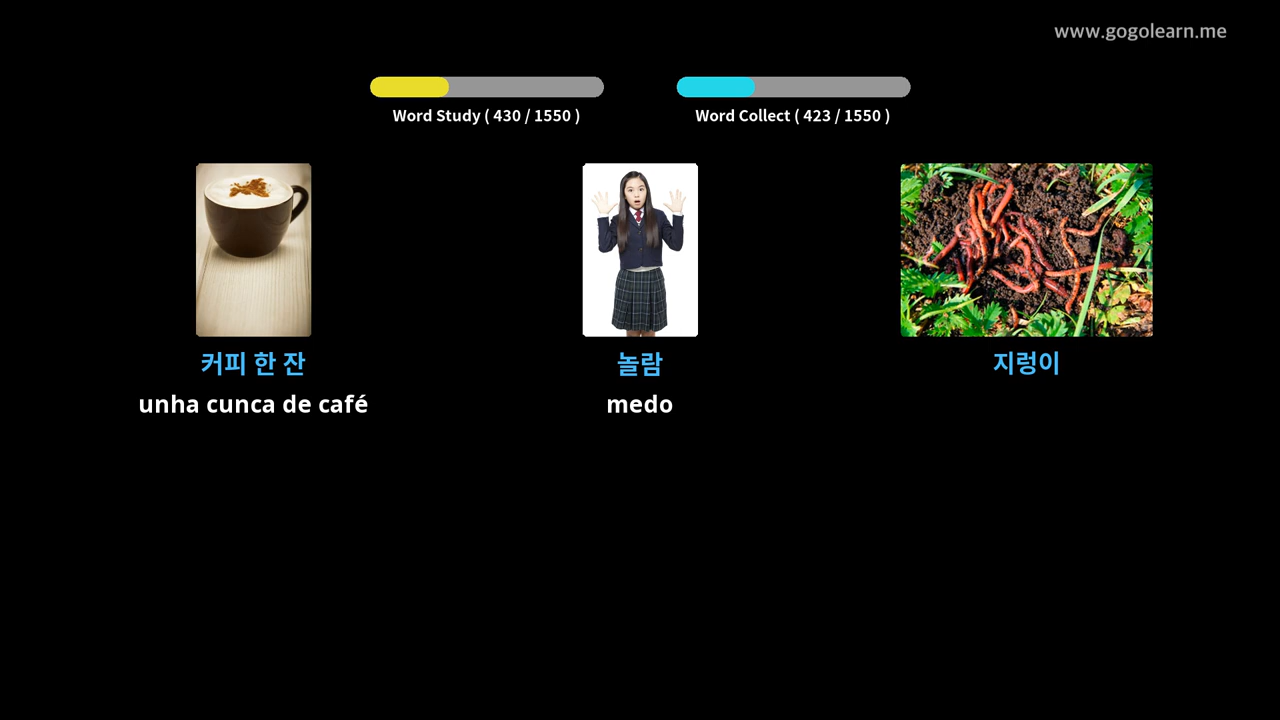 www.gogolearn.me
Word Study ( 430 / 1550 )
Word Collect ( 423 / 1550 )
커피 한 잔
놀람
지렁이
unha cunca de café
medo